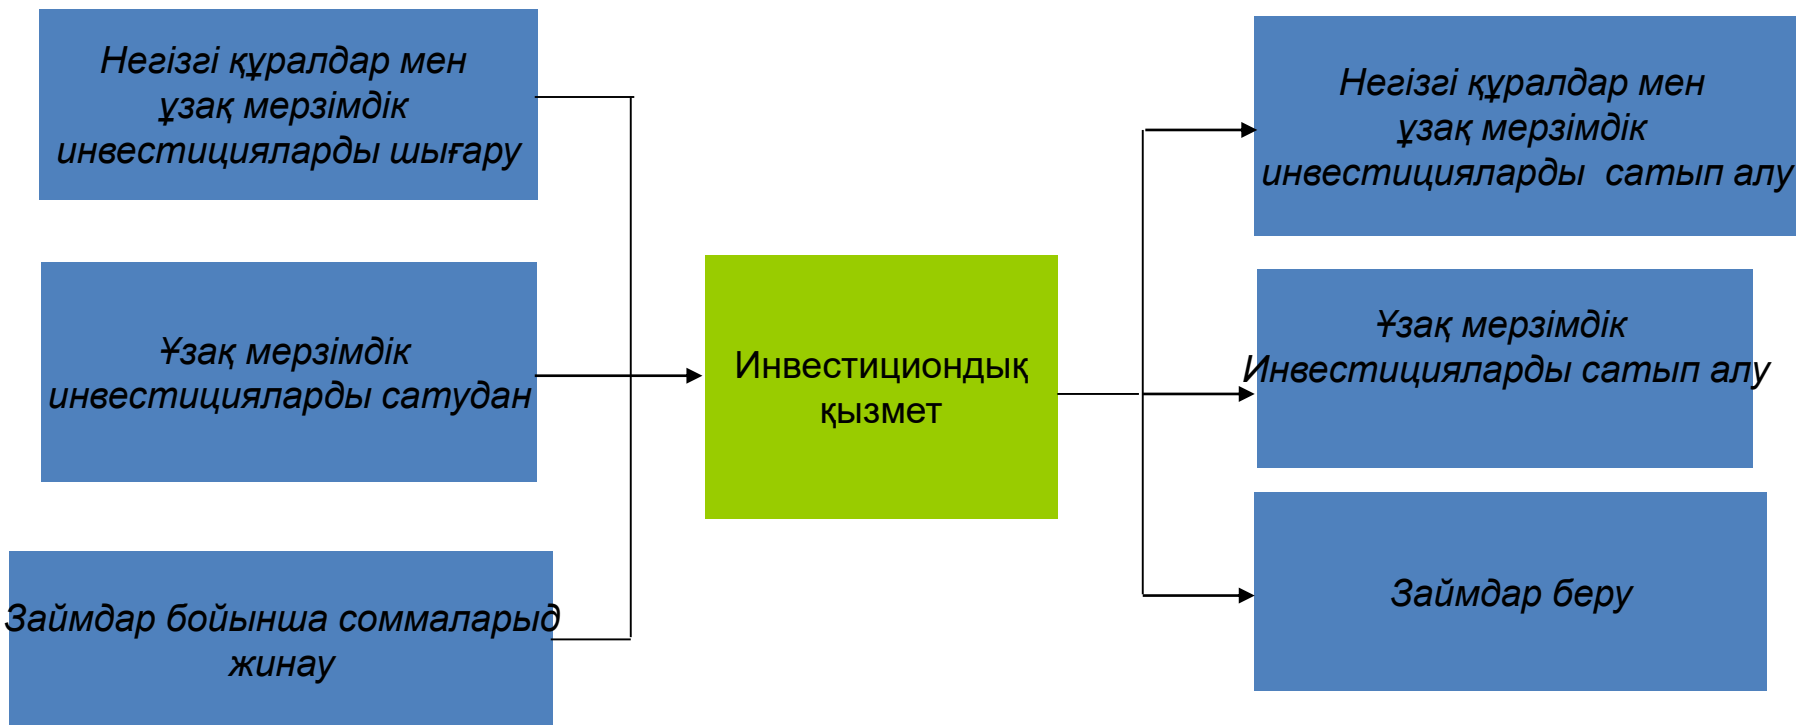 Негізгі құралдар мен
ұзақ мерзімдік
инвестицияларды шығару
Ұзақ мерзімдік
инвестицияларды сатудан
Займдар бойынша соммаларыд
жинау
Инвестициондық
қызмет
Негізгі құралдар мен
ұзақ мерзімдік
инвестицияларды сатып алу
Ұзақ мерзімдік
Инвестицияларды сатып алу
Займдар беру